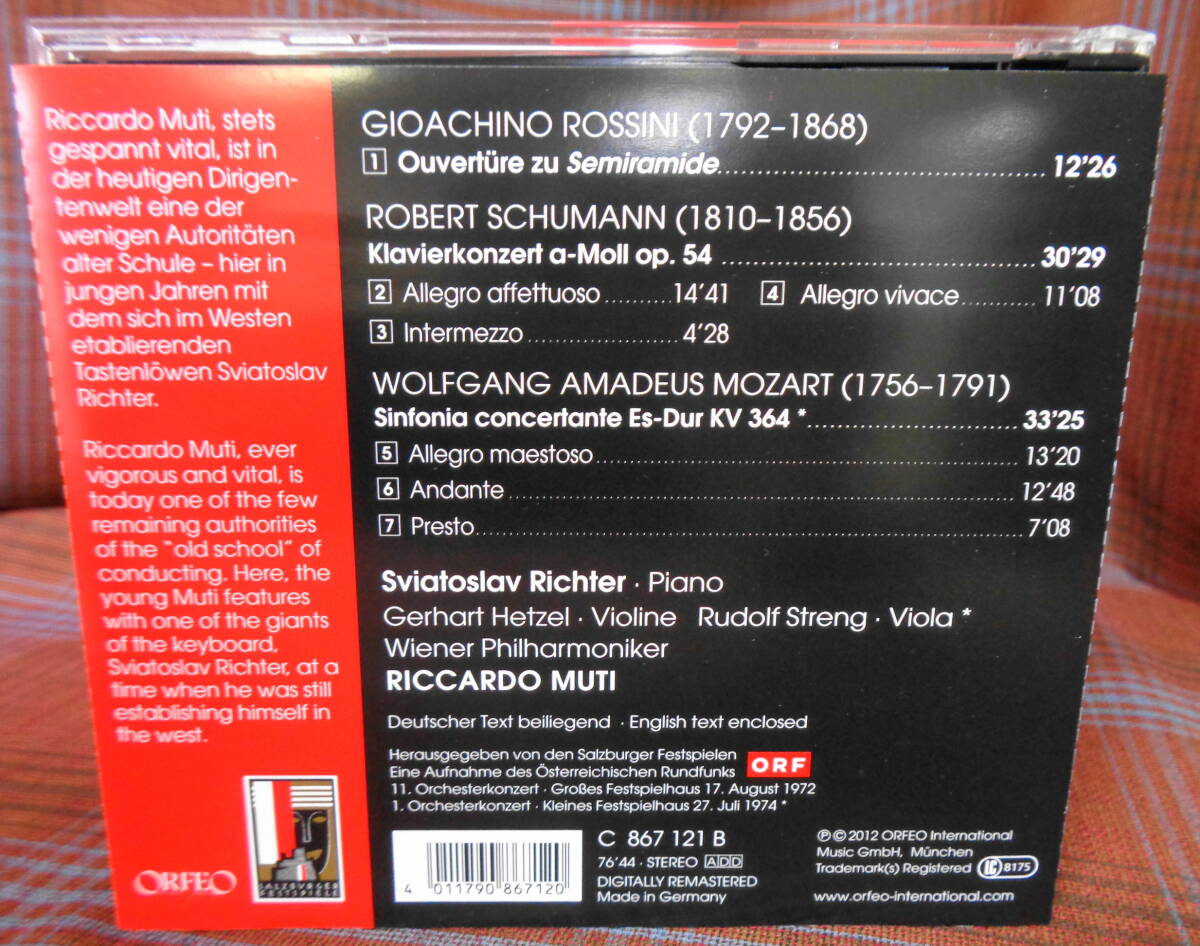 Riccardo Muti, stets
gespannt vital, ist in
der heutigen Dirigen-
tenwelt eine der
wenigen Autoritäten
alter Schule – hier in
jungen Jahren mit
dem sich im Westen
etablierenden
Tastenlöwen Sviatoslav
Richter.
Riccardo Muti, ever
vigorous and vital, is
today one of the few
remaining authorities
of the "old school" of
conducting. Here, the
young Muti features
with one of the giants
of the keyboard,
Sviatoslav Richter, at a
time when he was still
establishing himself in
the west.
ORFEO
SALZBURGER
FESTSPIELE
GIOACHINO ROSSINI (1792–1868)
1 Ouvertüre zu Semiramide 12'26
ROBERT SCHUMANN (1810–1856)
Klavierkonzert a-Moll op. 54 30'29
2 Allegro affettuoso 14'41 4 Allegro vivace 11'08
3 Intermezzo 4'28
WOLFGANG AMADEUS MOZART (1756–1791)
Sinfonia concertante Es-Dur KV 364 * 33'25
5 Allegro maestoso 13'20
6 Andante 12'48
7 Presto 7'08
Sviatoslav Richter · Piano
Gerhart Hetzel · Violine Rudolf Streng · Viola *
Wiener Philharmoniker
RICCARDO MUTI
Deutscher Text beiliegend · English text enclosed
Herausgegeben von den Salzburger Festspielen
Eine Aufnahme des Österreichischen Rundfunks ORF
11. Orchesterkonzert · Großes Festspielhaus 17. August 1972
1. Orchesterkonzert · Kleines Festspielhaus 27. Juli 1974 *
4 011790 867120
C 867 121 B
76'44 · STEREO ADD
DIGITALLY REMASTERED
Made in Germany
℗ © 2012 ORFEO International
Music GmbH, München
Trademark(s) Registered LC 8175
www.orfeo-international.com